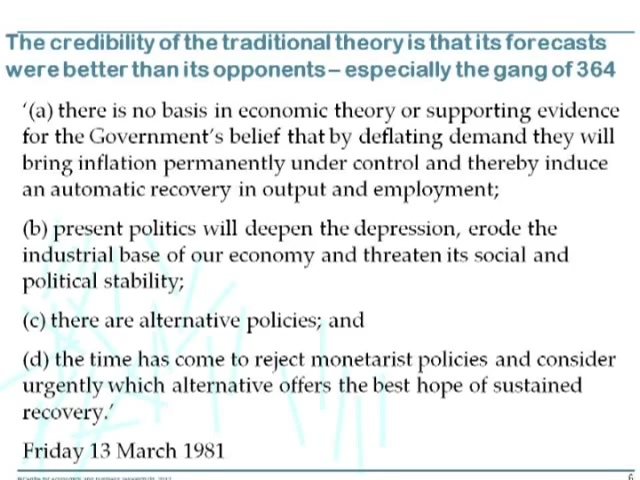 The credibility of the traditional theory is that its forecasts
were better than its opponents – especially the gang of 364
‘(a) there is no basis in economic theory or supporting evidence
for the Government’s belief that by deflating demand they will
bring inflation permanently under control and thereby induce
an automatic recovery in output and employment;
(b) present politics will deepen the depression, erode the
industrial base of our economy and threaten its social and
political stability;
(c) there are alternative policies; and
(d) the time has come to reject monetarist policies and consider
urgently which alternative offers the best hope of sustained
recovery.’
Friday 13 March 1981
6